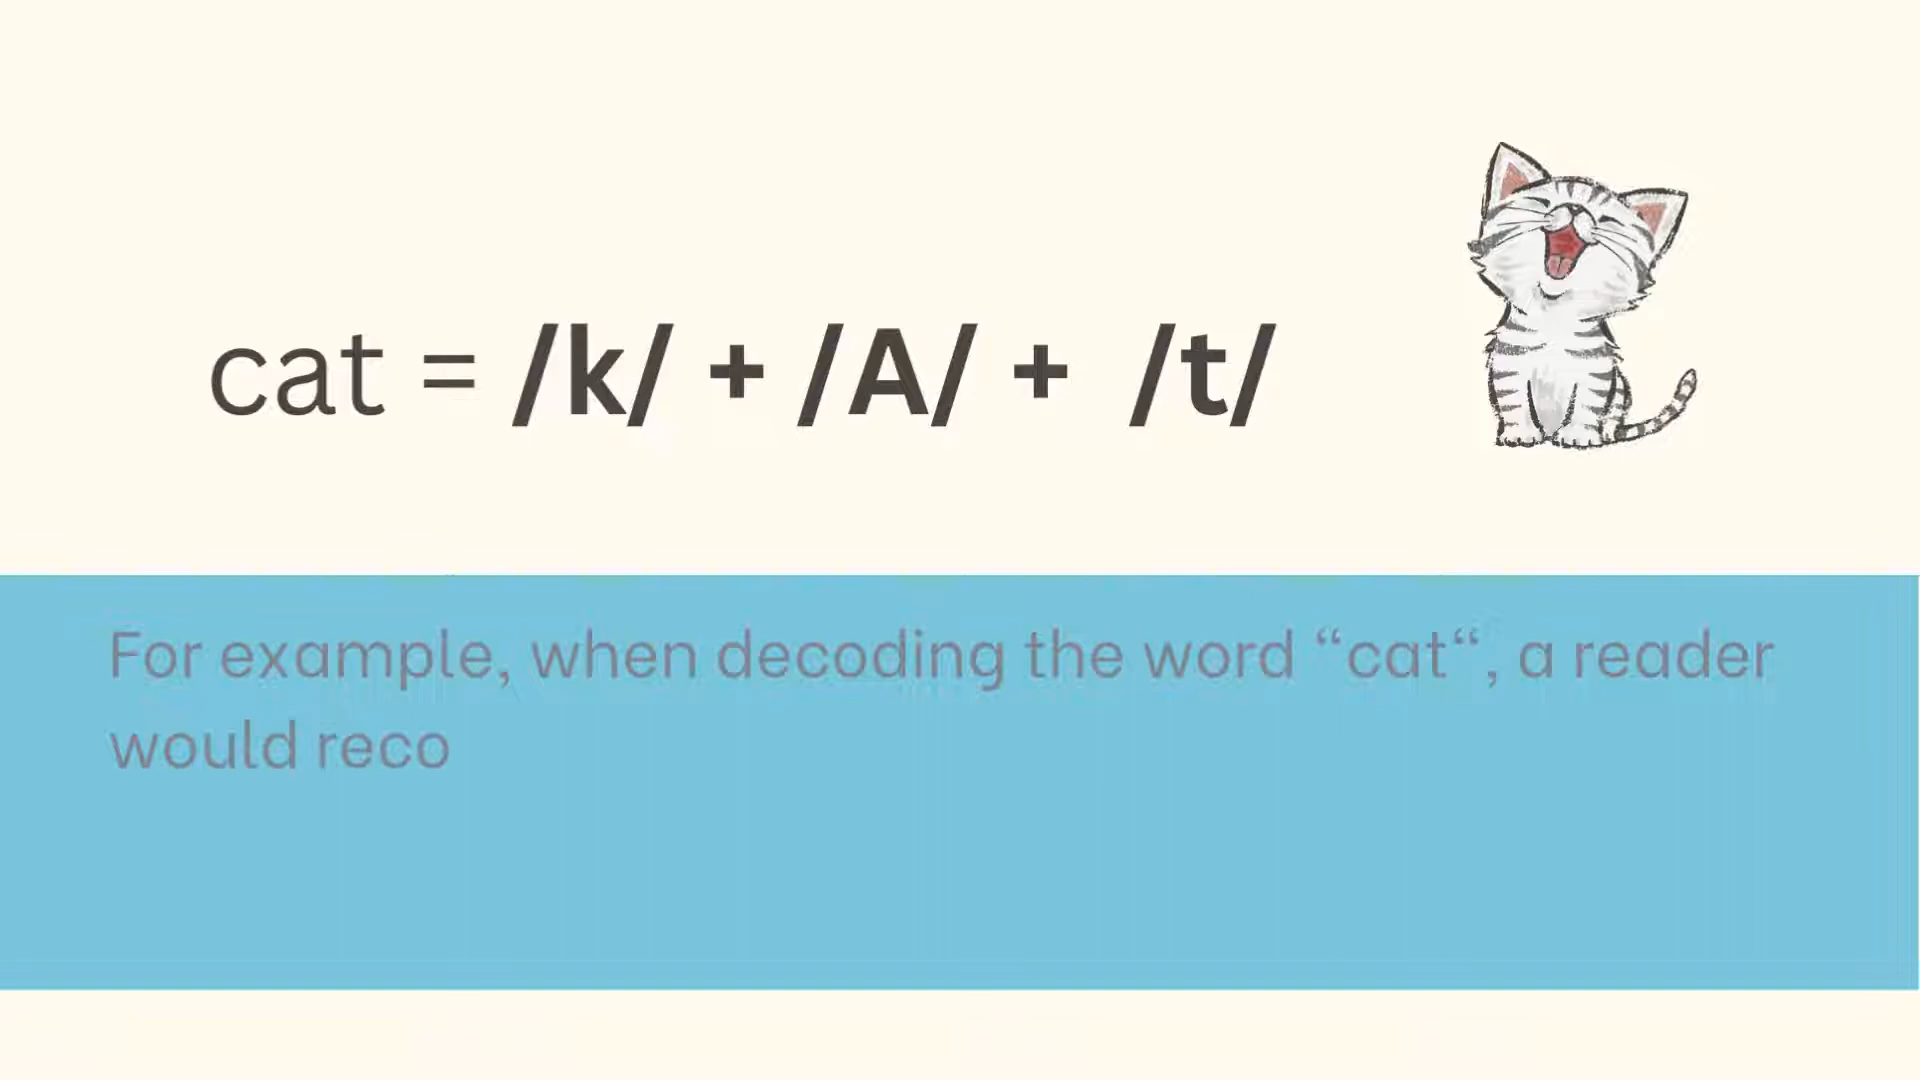 cat = /k/ + /A/ + /t/
For example, when decoding the word “cat“, a reader
would reco